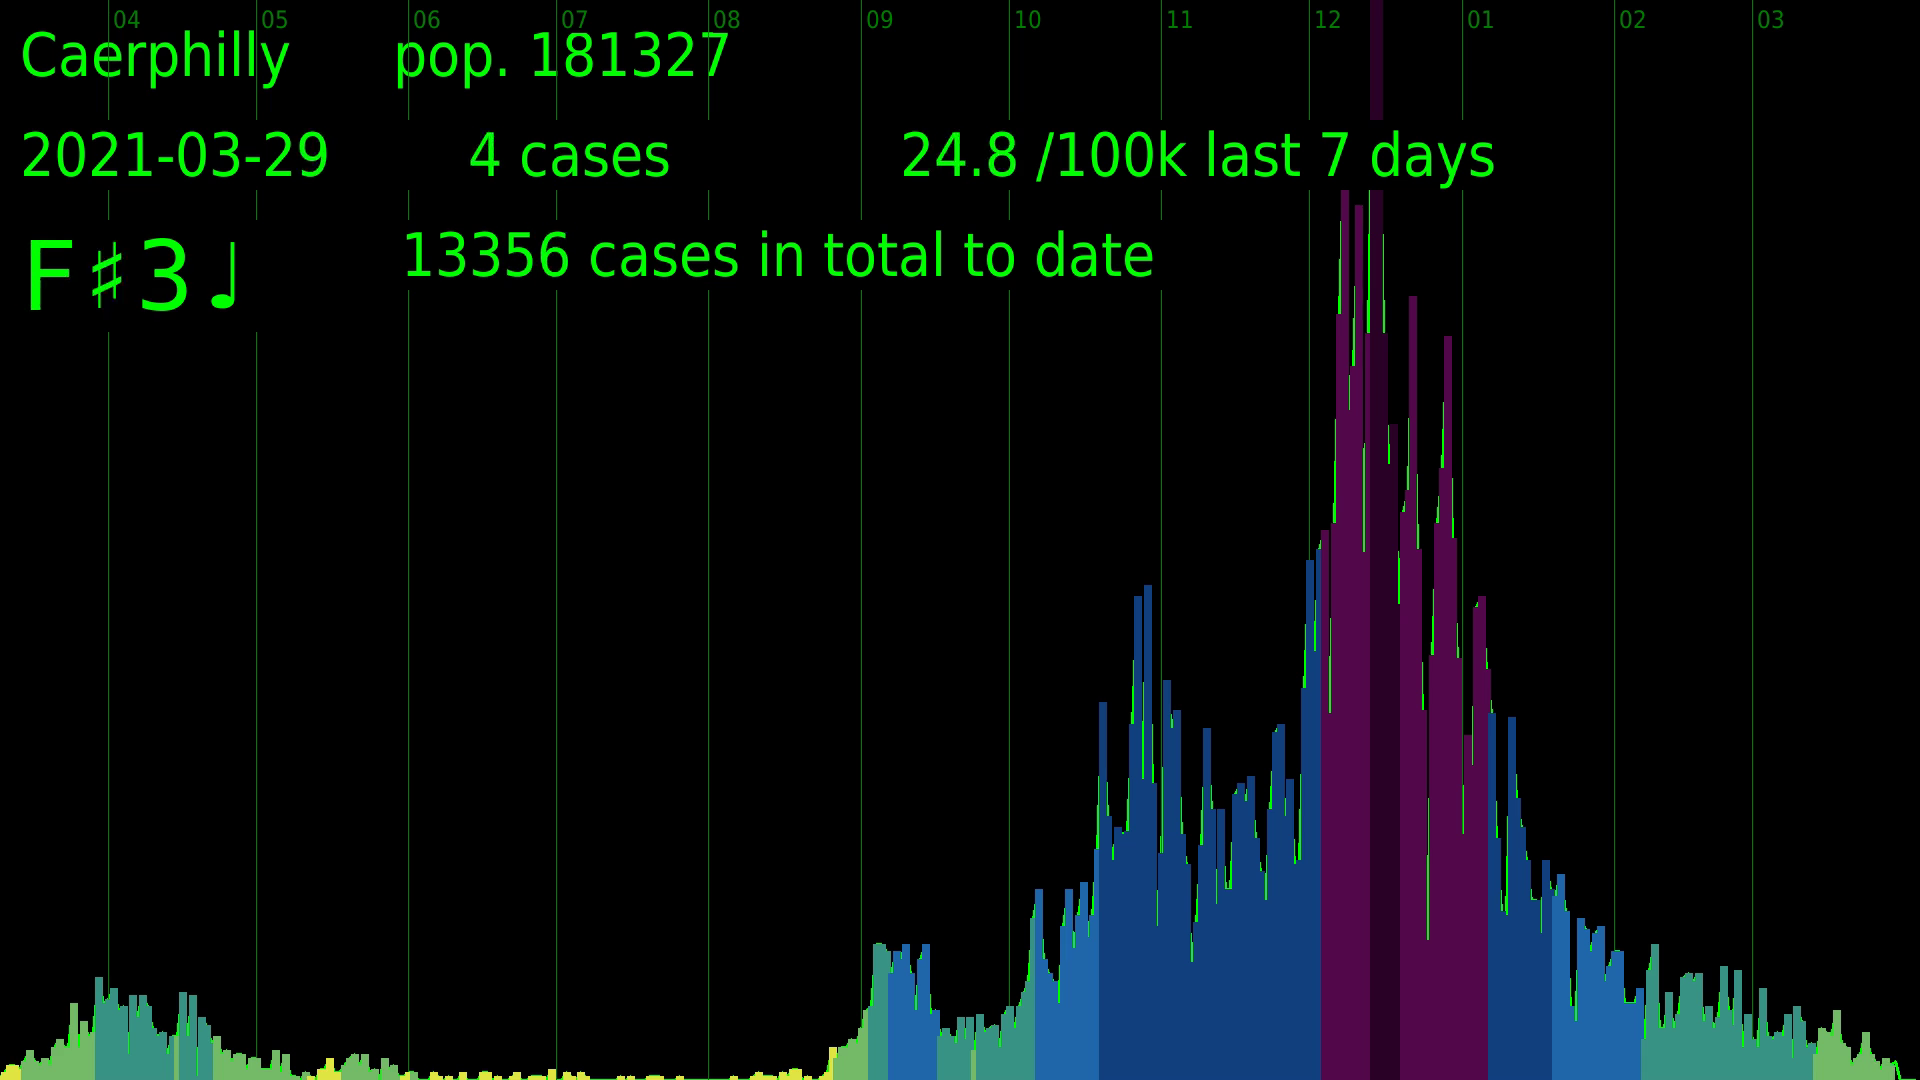 04 05 06 07 08 09 10 11 12 01 02 03
Caerphilly pop. 181327
2021-03-29 4 cases 24.8 /100k last 7 days
F♯3♩ 13356 cases in total to date